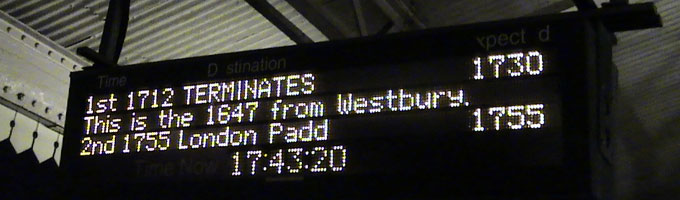 Time D stination xpect d
1st 1712 TERMINATES 1730
This is the 1647 from Westbury.
2nd 1755 London Padd 1755
Time Now 17:43:20